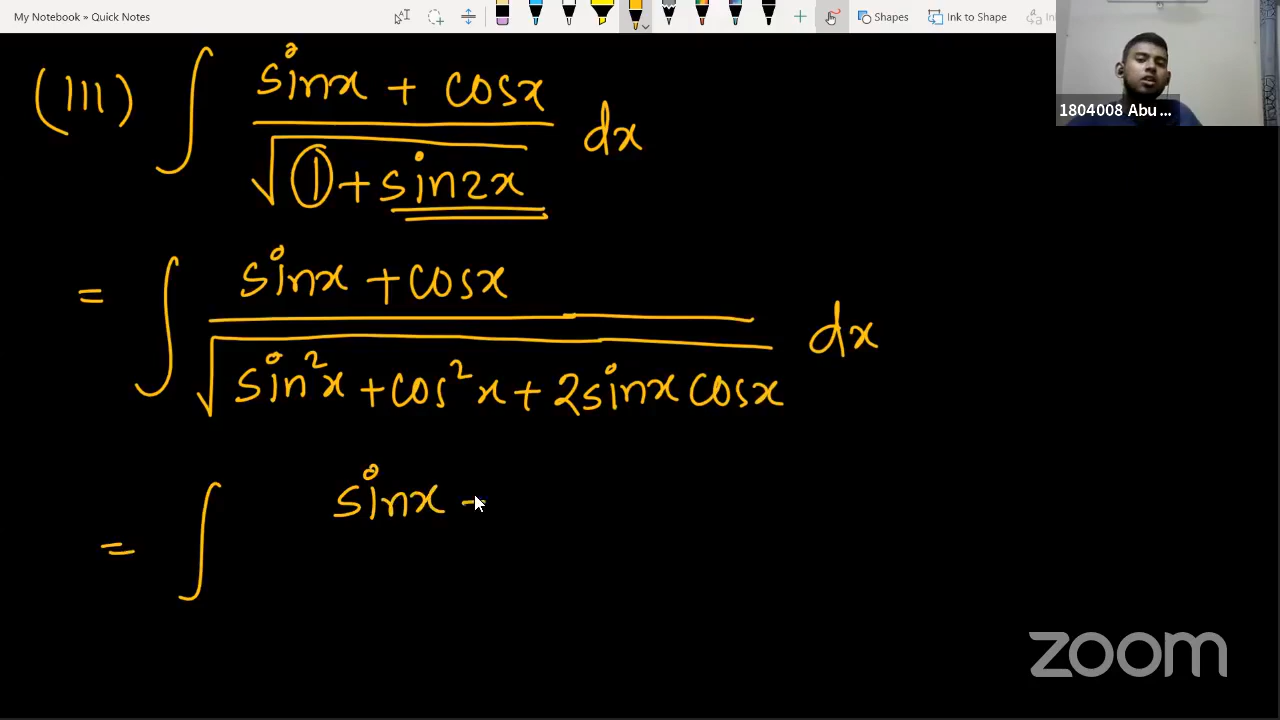 My Notebook » Quick Notes
Shapes
Ink to Shape
1804008 Abu ...
(III) ∫ (sinx + cosx) / √(1 + sin2x) dx
= ∫ (sinx + cosx) / √(sin²x + cos²x + 2sinx cosx) dx
= ∫ sinx -
zoom